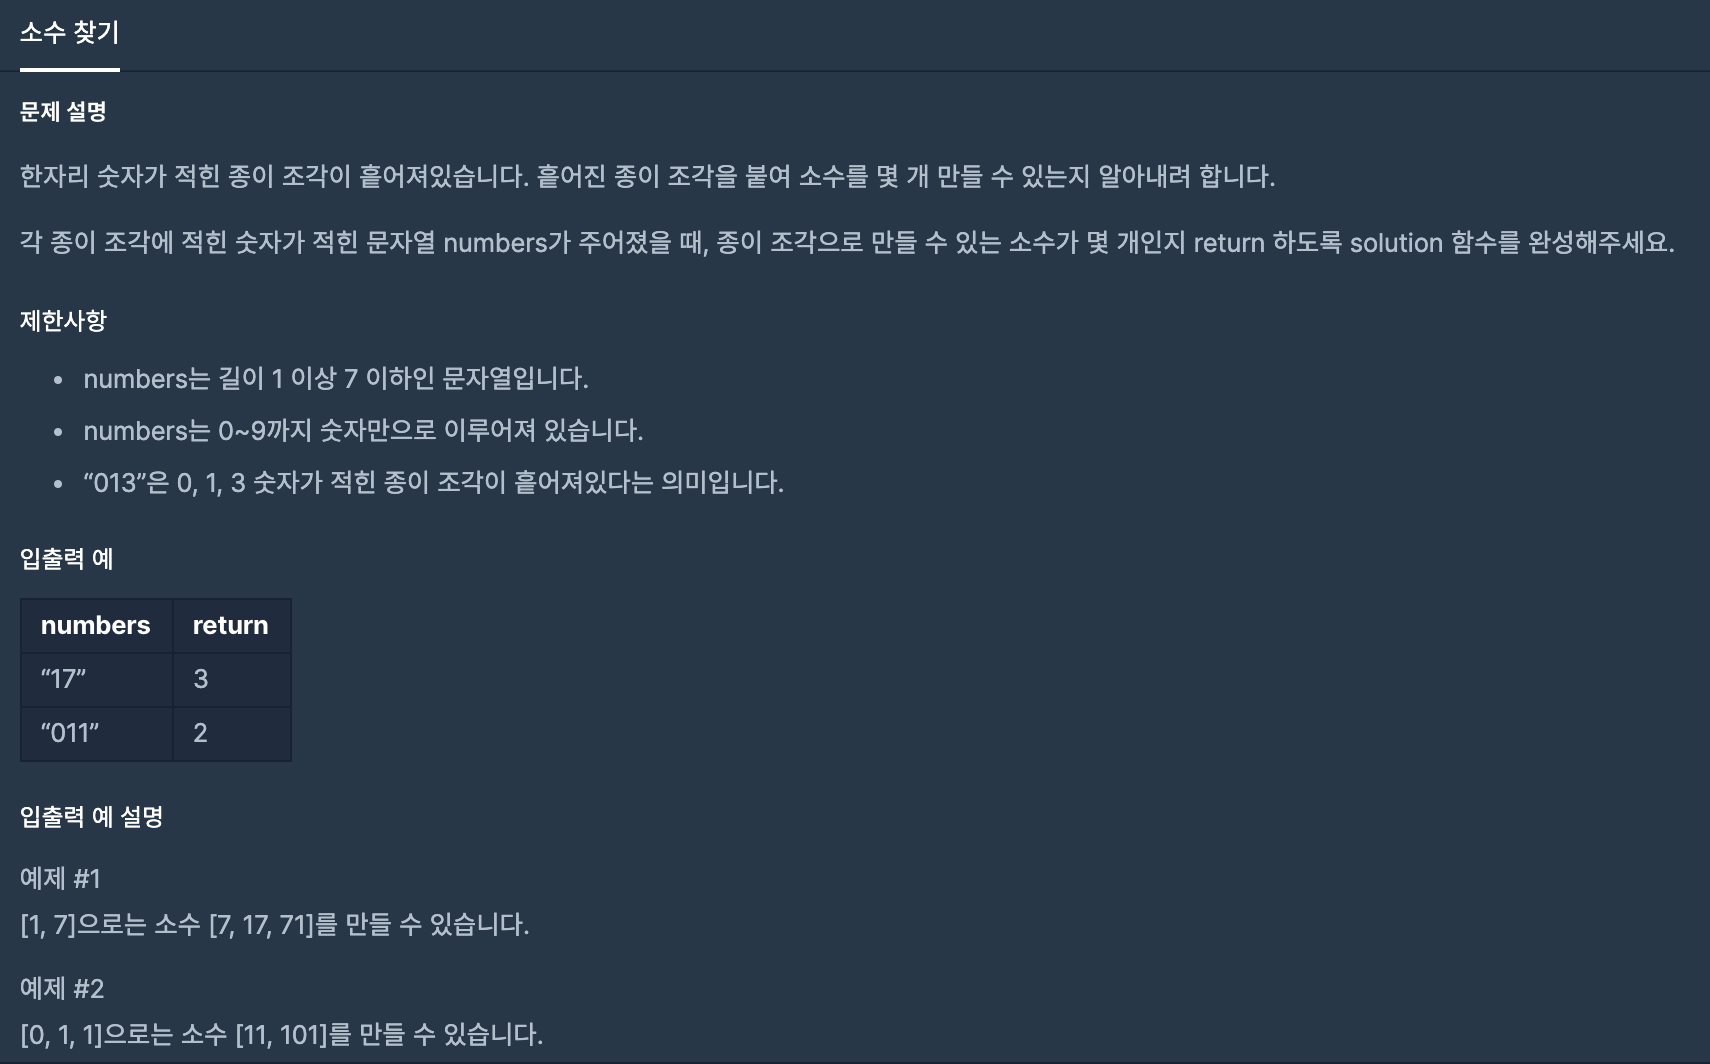 소수 찾기
문제 설명
한자리 숫자가 적힌 종이 조각이 흩어져있습니다. 흩어진 종이 조각을 붙여 소수를 몇 개 만들 수 있는지 알아내려 합니다.
각 종이 조각에 적힌 숫자가 적힌 문자열 numbers가 주어졌을 때, 종이 조각으로 만들 수 있는 소수가 몇 개인지 return 하도록 solution 함수를 완성해주세요.
제한사항
• numbers는 길이 1 이상 7 이하인 문자열입니다.
• numbers는 0~9까지 숫자만으로 이루어져 있습니다.
• “013”은 0, 1, 3 숫자가 적힌 종이 조각이 흩어져있다는 의미입니다.
입출력 예
numbers return
“17” 3
“011” 2
입출력 예 설명
예제 #1
[1, 7]으로는 소수 [7, 17, 71]를 만들 수 있습니다.
예제 #2
[0, 1, 1]으로는 소수 [11, 101]를 만들 수 있습니다.